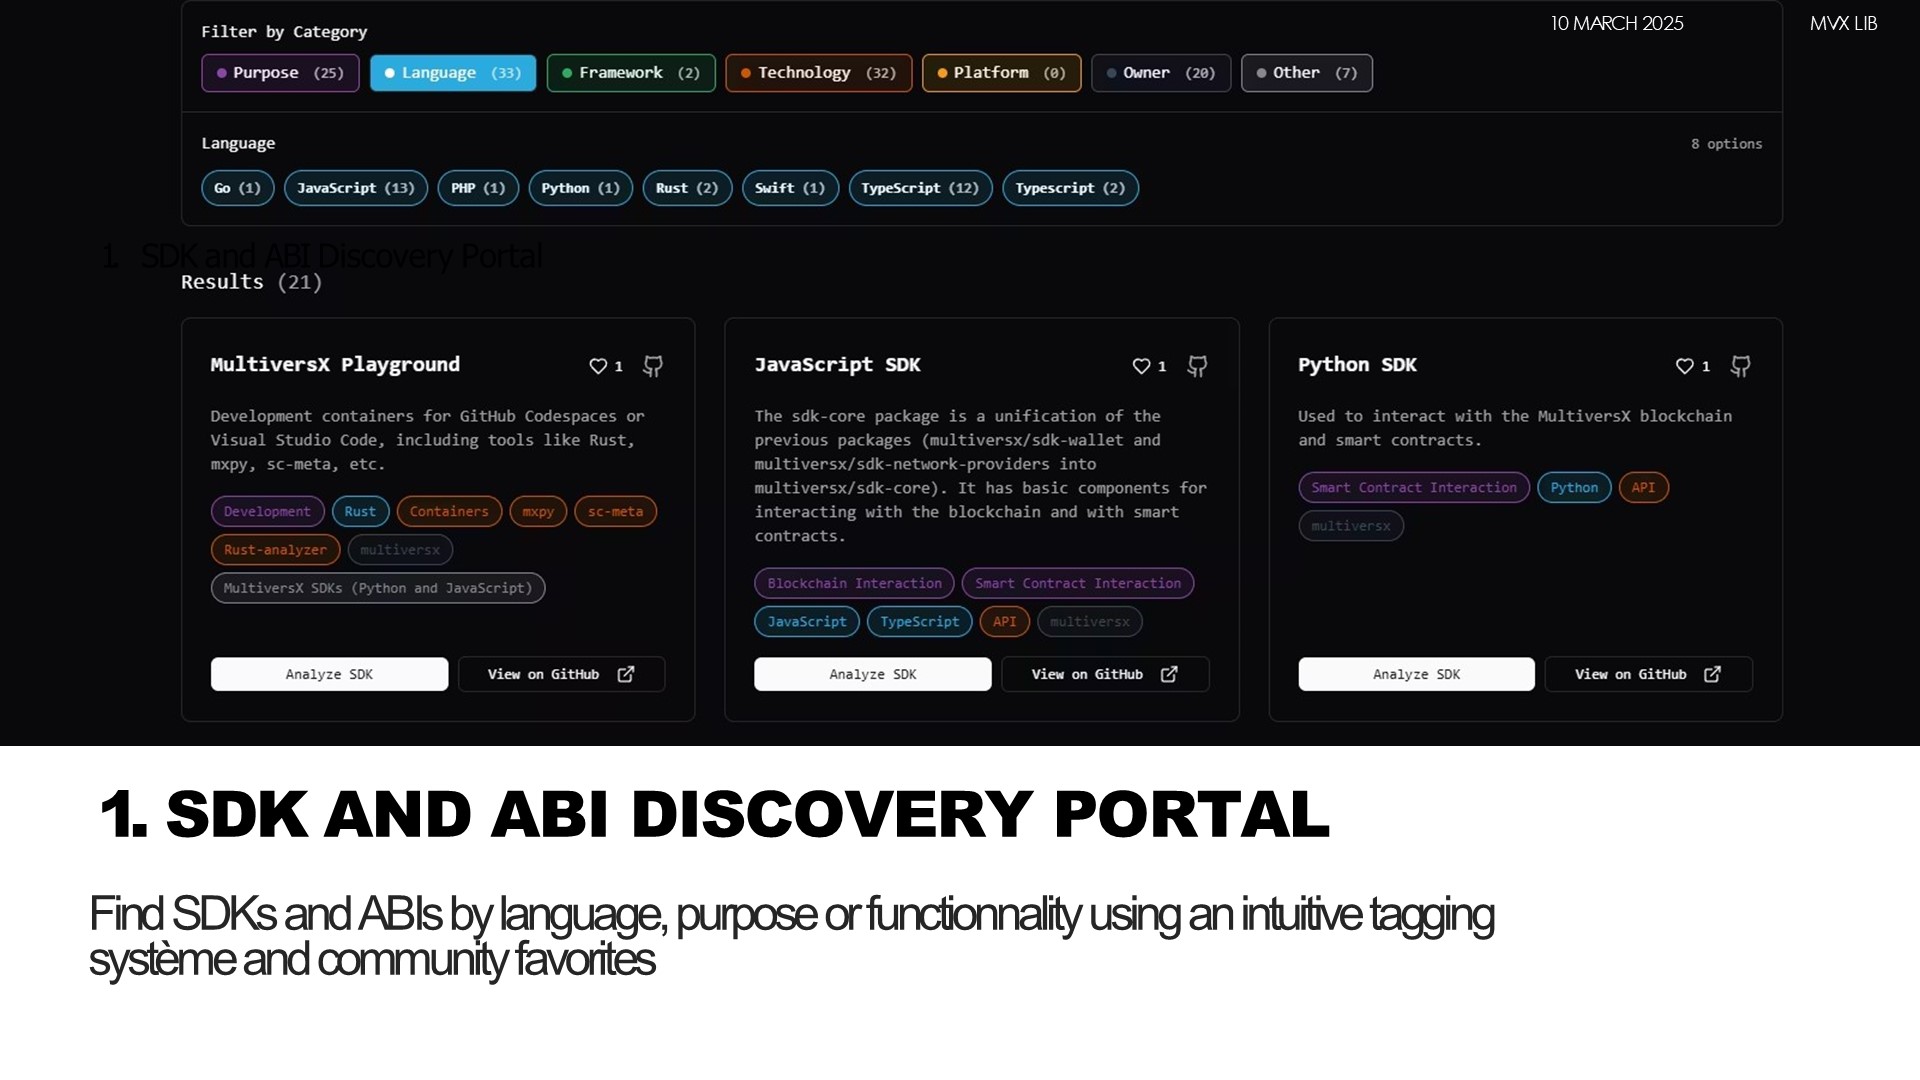 10 MARCH 2025 MVX LIB
Filter by Category
Purpose (25) Language (33) Framework (2) Technology (32) Platform (0) Owner (20) Other (7)
Language 8 options
Go (1) JavaScript (13) PHP (1) Python (1) Rust (2) Swift (1) TypeScript (12) Typescript (2)
1. SDK and ABI Discovery Portal
Results (21)
MultiversX Playground 1
Development containers for GitHub Codespaces or
Visual Studio Code, including tools like Rust,
mxpy, sc-meta, etc.
Development Rust Containers mxpy sc-meta
Rust-analyzer multiversx
MultiversX SDKs (Python and JavaScript)
Analyze SDK View on GitHub
JavaScript SDK 1
The sdk-core package is a unification of the
previous packages (multiversx/sdk-wallet and
multiversx/sdk-network-providers into
multiversx/sdk-core). It has basic components for
interacting with the blockchain and with smart
contracts.
Blockchain Interaction Smart Contract Interaction
JavaScript TypeScript API multiversx
Analyze SDK View on GitHub
Python SDK 1
Used to interact with the MultiversX blockchain
and smart contracts.
Smart Contract Interaction Python API
multiversx
Analyze SDK View on GitHub
1. SDK AND ABI DISCOVERY PORTAL
Find SDKs and ABIs by language, purpose or functionnality using an intuitive tagging
système and community favorites